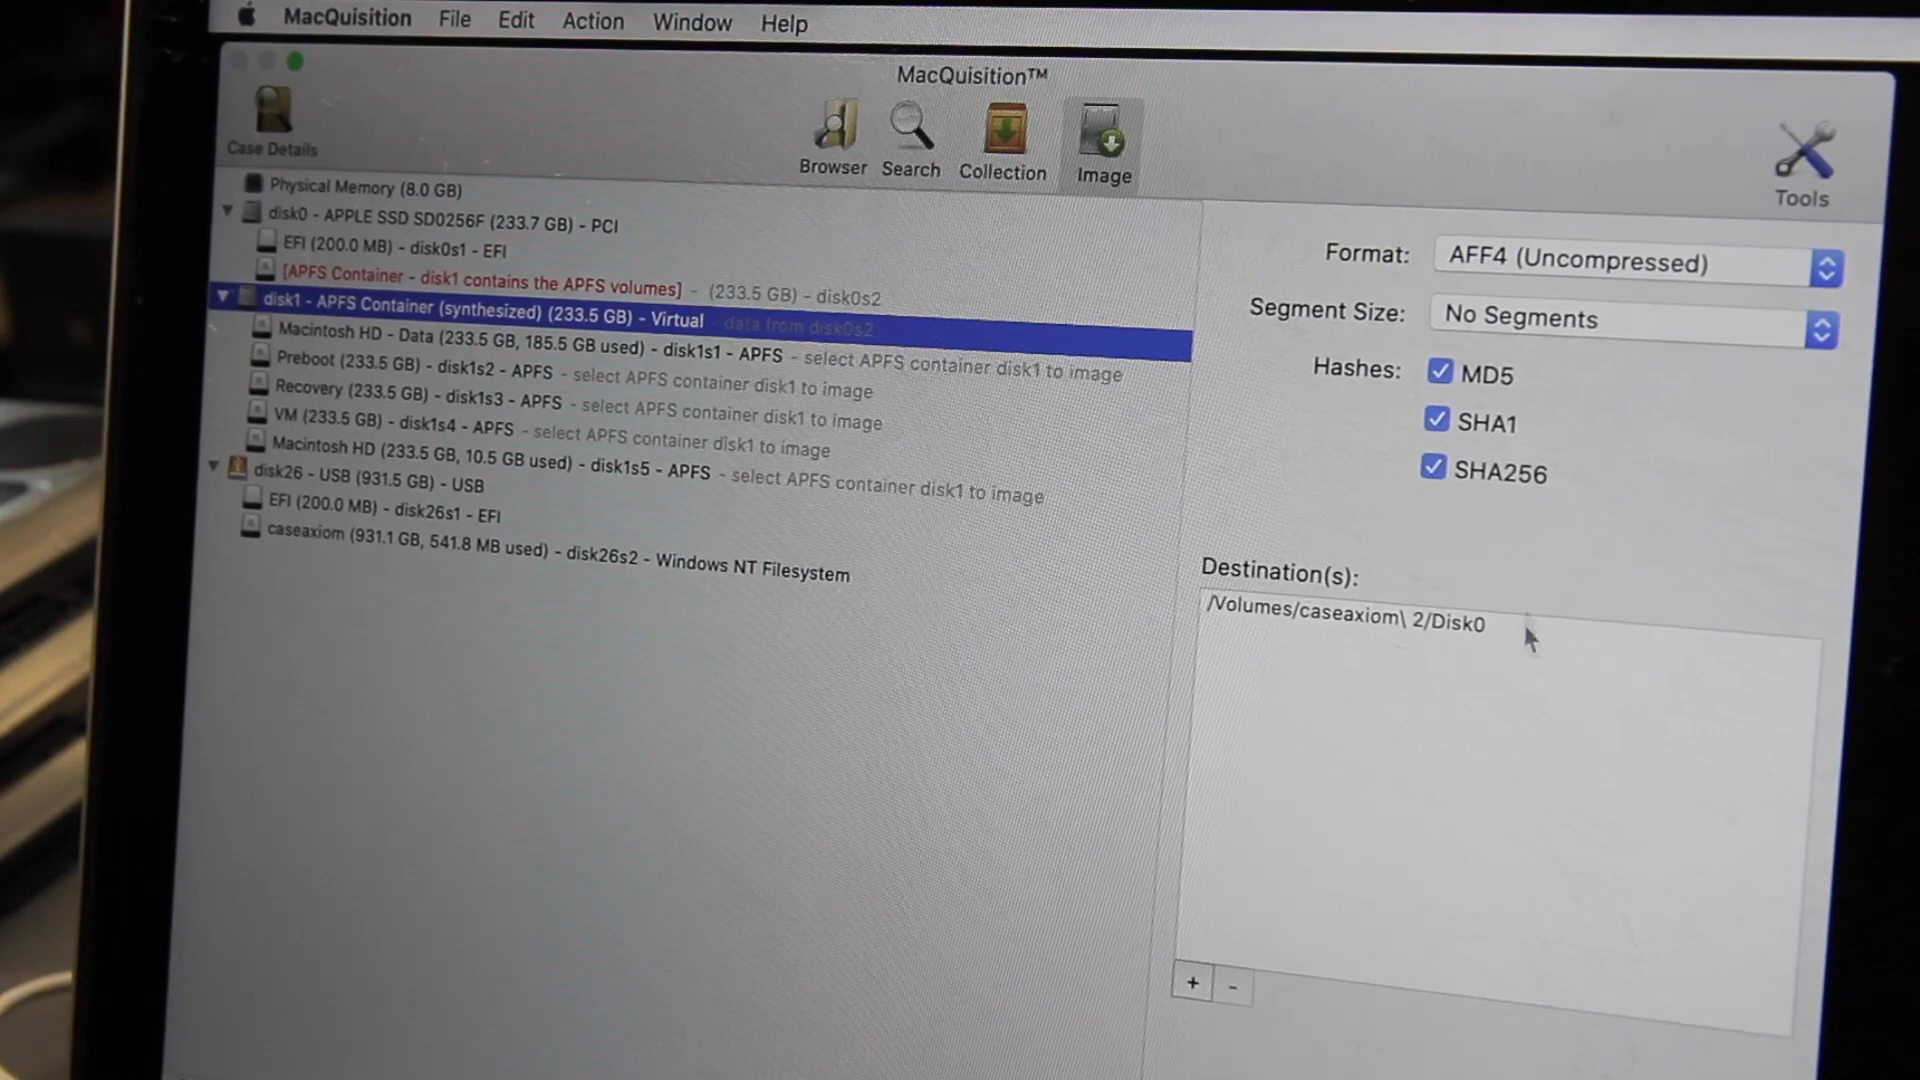 MacQuisition File Edit Action Window Help
MacQuisition™
Case Details
Browser Search Collection Image
Tools
Physical Memory (8.0 GB)
disk0 - APPLE SSD SD0256F (233.7 GB) - PCI
EFI (200.0 MB) - disk0s1 - EFI
[APFS Container - disk1 contains the APFS volumes] - (233.5 GB) - disk0s2
disk1 - APFS Container (synthesized) (233.5 GB) - Virtual - data from disk0s2
Macintosh HD - Data (233.5 GB, 185.5 GB used) - disk1s1 - APFS - select APFS container disk1 to image
Preboot (233.5 GB) - disk1s2 - APFS - select APFS container disk1 to image
Recovery (233.5 GB) - disk1s3 - APFS - select APFS container disk1 to image
VM (233.5 GB) - disk1s4 - APFS - select APFS container disk1 to image
Macintosh HD (233.5 GB, 10.5 GB used) - disk1s5 - APFS - select APFS container disk1 to image
disk26 - USB (931.5 GB) - USB
EFI (200.0 MB) - disk26s1 - EFI
caseaxiom (931.1 GB, 541.8 MB used) - disk26s2 - Windows NT Filesystem
Format: AFF4 (Uncompressed)
Segment Size: No Segments
Hashes: MD5
SHA1
SHA256
Destination(s):
/Volumes/caseaxiom\ 2/Disk0
+ -